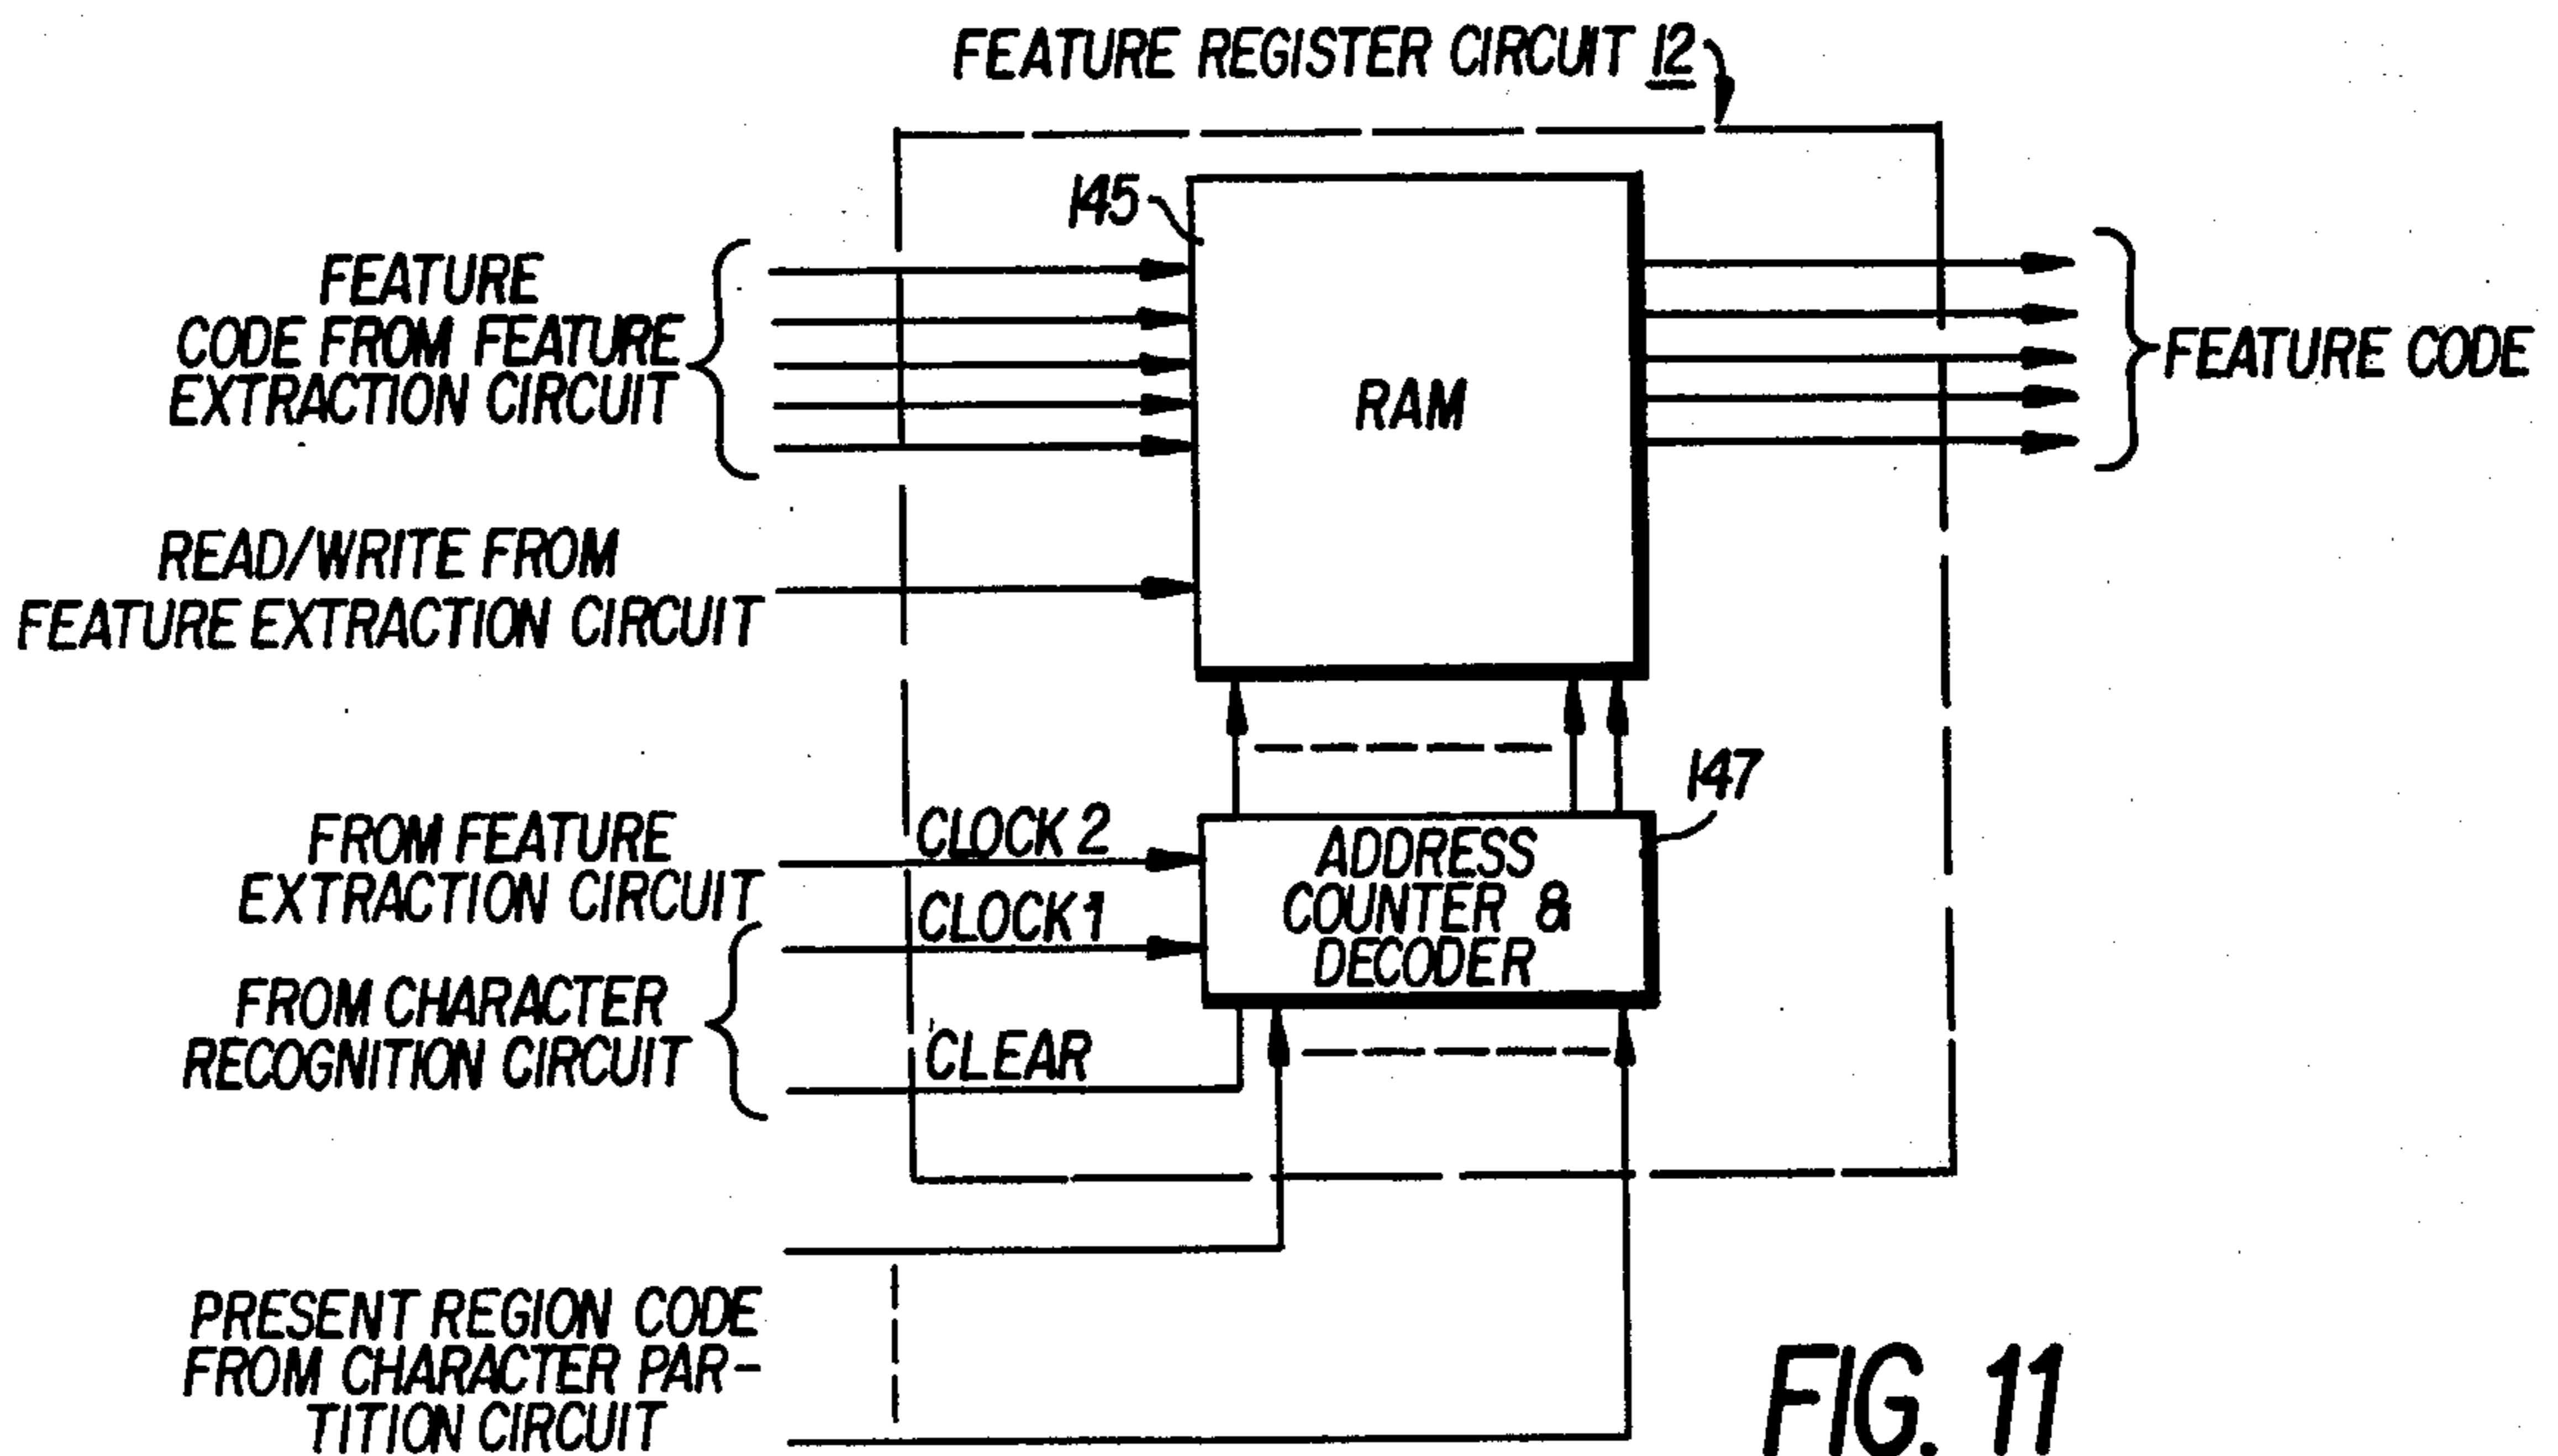 FEATURE REGISTER CIRCUIT 12
145
FEATURE
CODE FROM FEATURE
EXTRACTION CIRCUIT
RAM
FEATURE CODE
READ/WRITE FROM
FEATURE EXTRACTION CIRCUIT
147
FROM FEATURE
EXTRACTION CIRCUIT
CLOCK 2
CLOCK 1
ADDRESS
COUNTER &
DECODER
FROM CHARACTER
RECOGNITION CIRCUIT
CLEAR
PRESENT REGION CODE
FROM CHARACTER PAR-
TITION CIRCUIT
FIG. 11